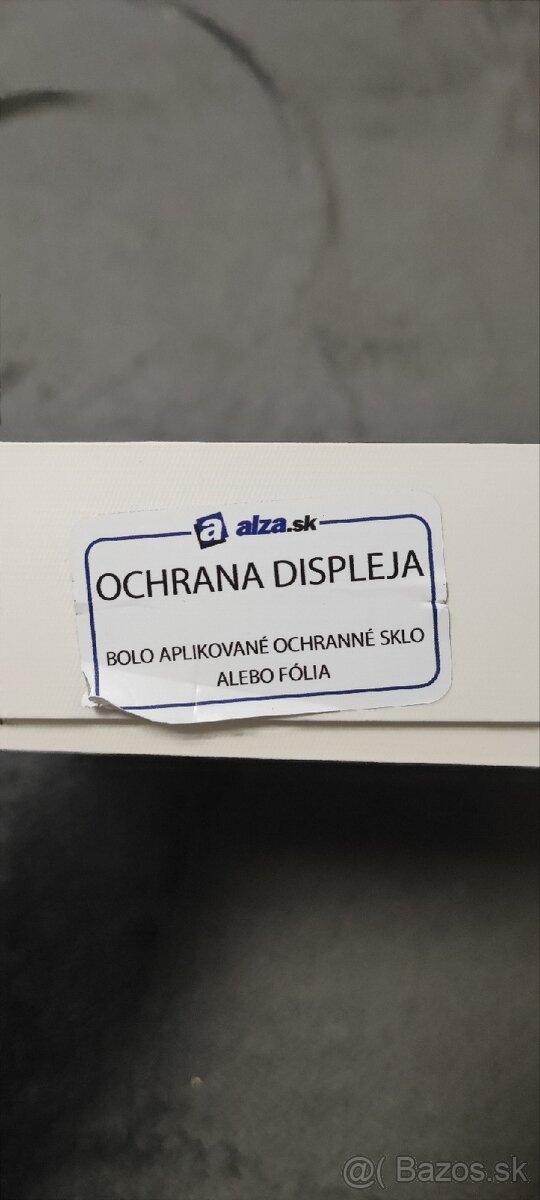 a alza.sk
OCHRANA DISPLEJA
BOLO APLIKOVANÉ OCHRANNÉ SKLO
ALEBO FÓLIA
@( Bazos.sk